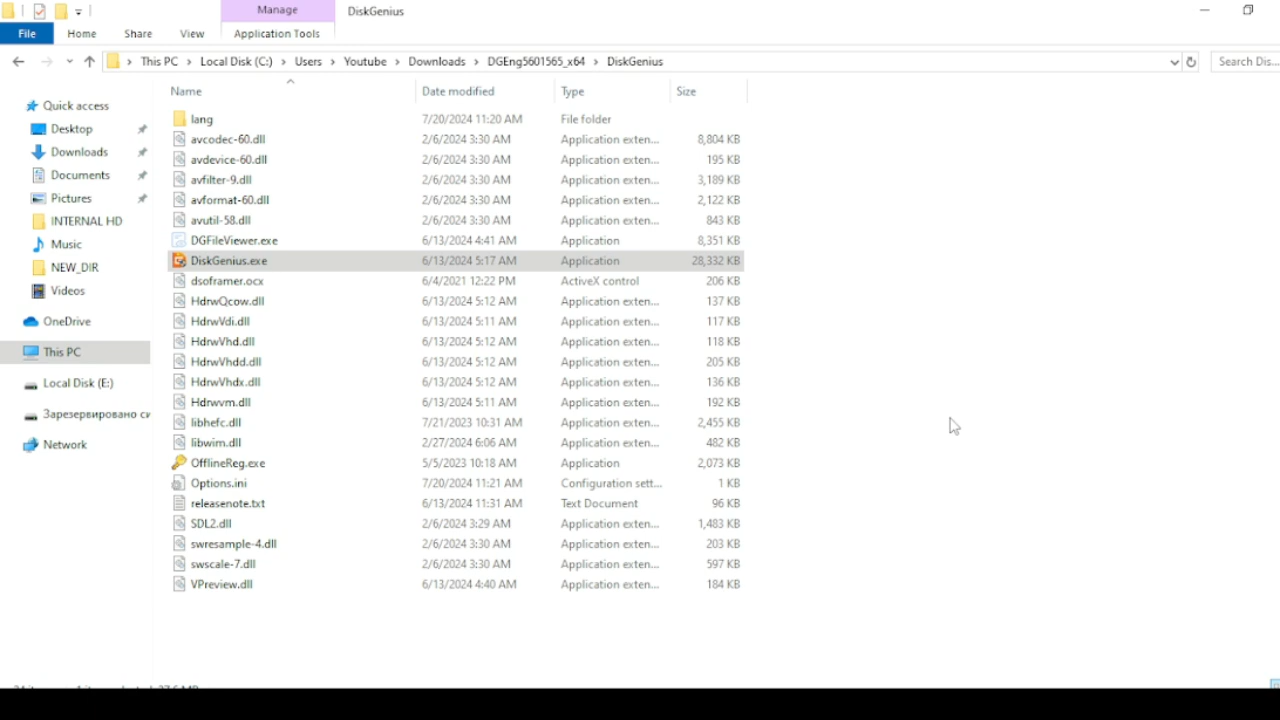 Manage DiskGenius
File Home Share View Application Tools
This PC > Local Disk (C:) > Users > Youtube > Downloads > DGEng5601565_x64 > DiskGenius Search Dis...
Name Date modified Type Size
Quick access
Desktop
Downloads
Documents
Pictures
INTERNAL HD
Music
NEW_DIR
Videos
OneDrive
This PC
Local Disk (E:)
Зарезервировано си
Network
lang 7/20/2024 11:20 AM File folder
avcodec-60.dll 2/6/2024 3:30 AM Application exten... 8,804 KB
avdevice-60.dll 2/6/2024 3:30 AM Application exten... 195 KB
avfilter-9.dll 2/6/2024 3:30 AM Application exten... 3,189 KB
avformat-60.dll 2/6/2024 3:30 AM Application exten... 2,122 KB
avutil-58.dll 2/6/2024 3:30 AM Application exten... 843 KB
DGFileViewer.exe 6/13/2024 4:41 AM Application 8,351 KB
DiskGenius.exe 6/13/2024 5:17 AM Application 28,332 KB
dsoframer.ocx 6/4/2021 12:22 PM ActiveX control 206 KB
HdrwQcow.dll 6/13/2024 5:12 AM Application exten... 137 KB
HdrwVdi.dll 6/13/2024 5:11 AM Application exten... 117 KB
HdrwVhd.dll 6/13/2024 5:12 AM Application exten... 118 KB
HdrwVhdd.dll 6/13/2024 5:12 AM Application exten... 205 KB
HdrwVhdx.dll 6/13/2024 5:12 AM Application exten... 136 KB
Hdrwvm.dll 6/13/2024 5:11 AM Application exten... 192 KB
libhefc.dll 7/21/2023 10:31 AM Application exten... 2,455 KB
libwim.dll 2/27/2024 6:06 AM Application exten... 482 KB
OfflineReg.exe 5/5/2023 10:18 AM Application 2,073 KB
Options.ini 7/20/2024 11:21 AM Configuration sett... 1 KB
releasenote.txt 6/13/2024 11:31 AM Text Document 96 KB
SDL2.dll 2/6/2024 3:29 AM Application exten... 1,483 KB
swresample-4.dll 2/6/2024 3:30 AM Application exten... 203 KB
swscale-7.dll 2/6/2024 3:30 AM Application exten... 597 KB
VPreview.dll 6/13/2024 4:40 AM Application exten... 184 KB